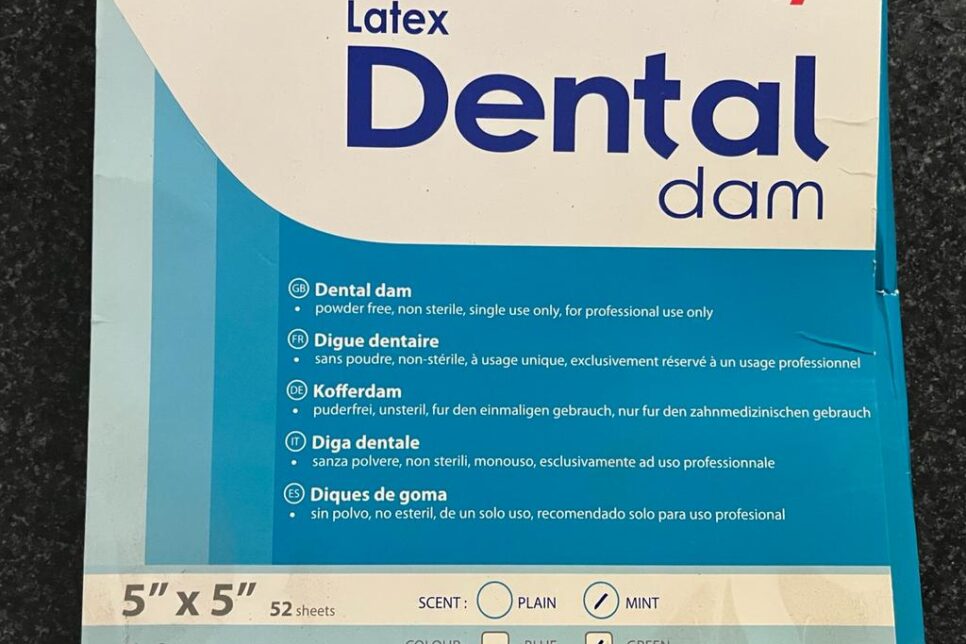 Latex
Dental
dam
GB Dental dam
• powder free, non sterile, single use only, for professional use only
FR Digue dentaire
• sans poudre, non-stérile, à usage unique, exclusivement réservé à un usage professionnel
DE Kofferdam
• puderfrei, unsteril, fur den einmaligen gebrauch, nur fur den zahnmedizinischen gebrauch
IT Diga dentale
• sanza polvere, non sterili, monouso, esclusivamente ad uso professionnale
ES Diques de goma
• sin polvo, no esteril, de un solo uso, recomendado solo para uso profesional
5” x 5” 52 sheets SCENT: PLAIN MINT
COLOUR BLUE GREEN